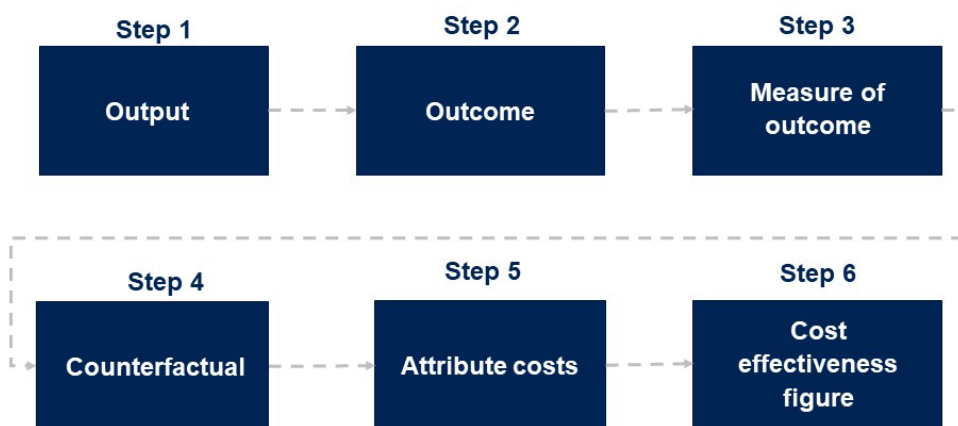 Step 1
Output
Step 2
Outcome
Step 3
Measure of
outcome
Step 4
Counterfactual
Step 5
Attribute costs
Step 6
Cost
effectiveness
figure